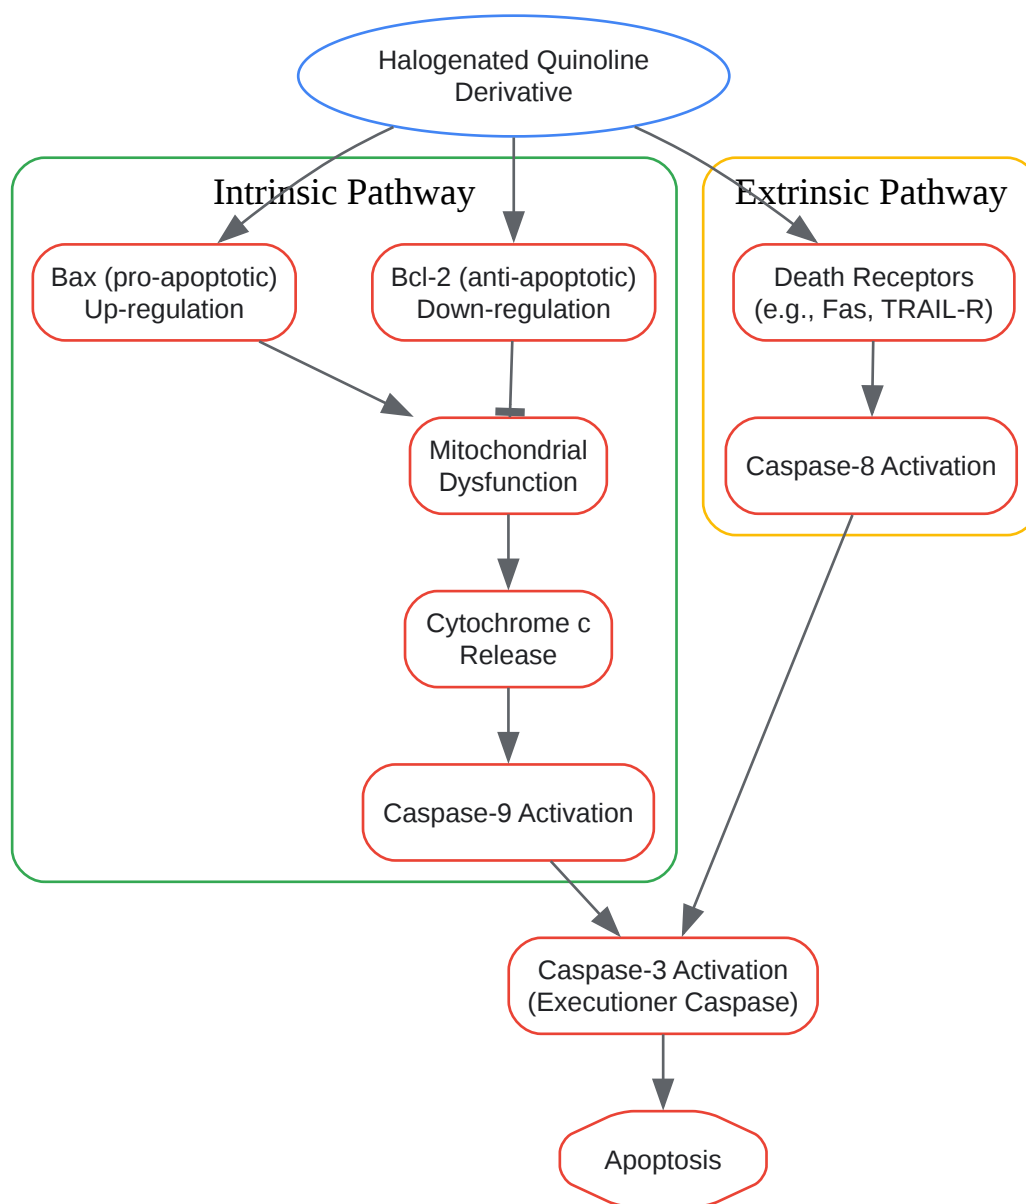 Halogenated Quinoline
Derivative
Intrinsic Pathway
Extrinsic Pathway
Bax (pro-apoptotic)
Up-regulation
Bcl-2 (anti-apoptotic)
Down-regulation
Death Receptors
(e.g., Fas, TRAIL-R)
Mitochondrial
Dysfunction
Caspase-8 Activation
Cytochrome c
Release
Caspase-9 Activation
Caspase-3 Activation
(Executioner Caspase)
Apoptosis